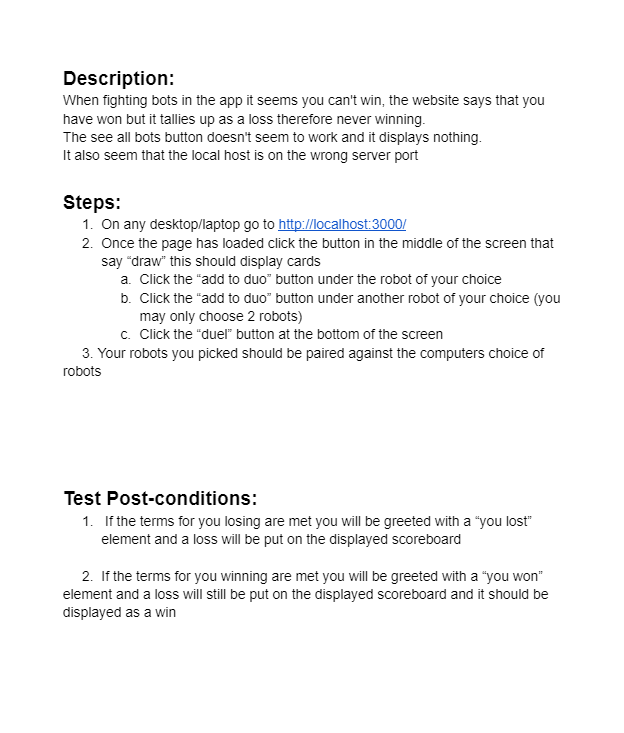 Description:
When fighting bots in the app it seems you can't win, the website says that you
have won but it tallies up as a loss therefore never winning.
The see all bots button doesn't seem to work and it displays nothing.
It also seem that the local host is on the wrong server port
Steps:
1. On any desktop/laptop go to http://localhost:3000/
2. Once the page has loaded click the button in the middle of the screen that
say “draw” this should display cards
a. Click the “add to duo” button under the robot of your choice
b. Click the “add to duo” button under another robot of your choice (you
may only choose 2 robots)
c. Click the “duel” button at the bottom of the screen
3. Your robots you picked should be paired against the computers choice of
robots
Test Post-conditions:
1. If the terms for you losing are met you will be greeted with a “you lost”
element and a loss will be put on the displayed scoreboard
2. If the terms for you winning are met you will be greeted with a “you won”
element and a loss will still be put on the displayed scoreboard and it should be
displayed as a win